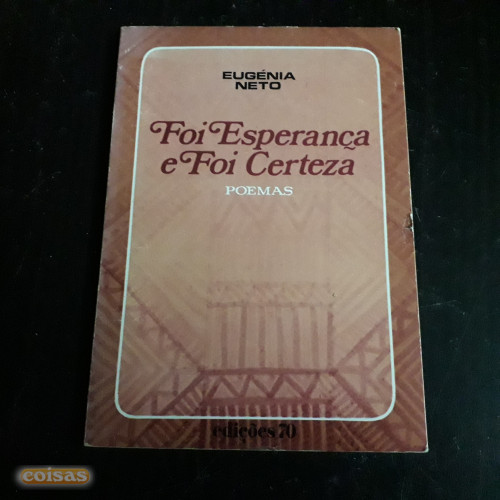 EUGÉNIA
NETO
Foi Esperança
e Foi Certeza
POEMAS
edições 70
coisas